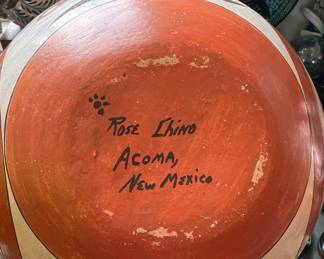 Rose Chino
Acoma,
New Mexico